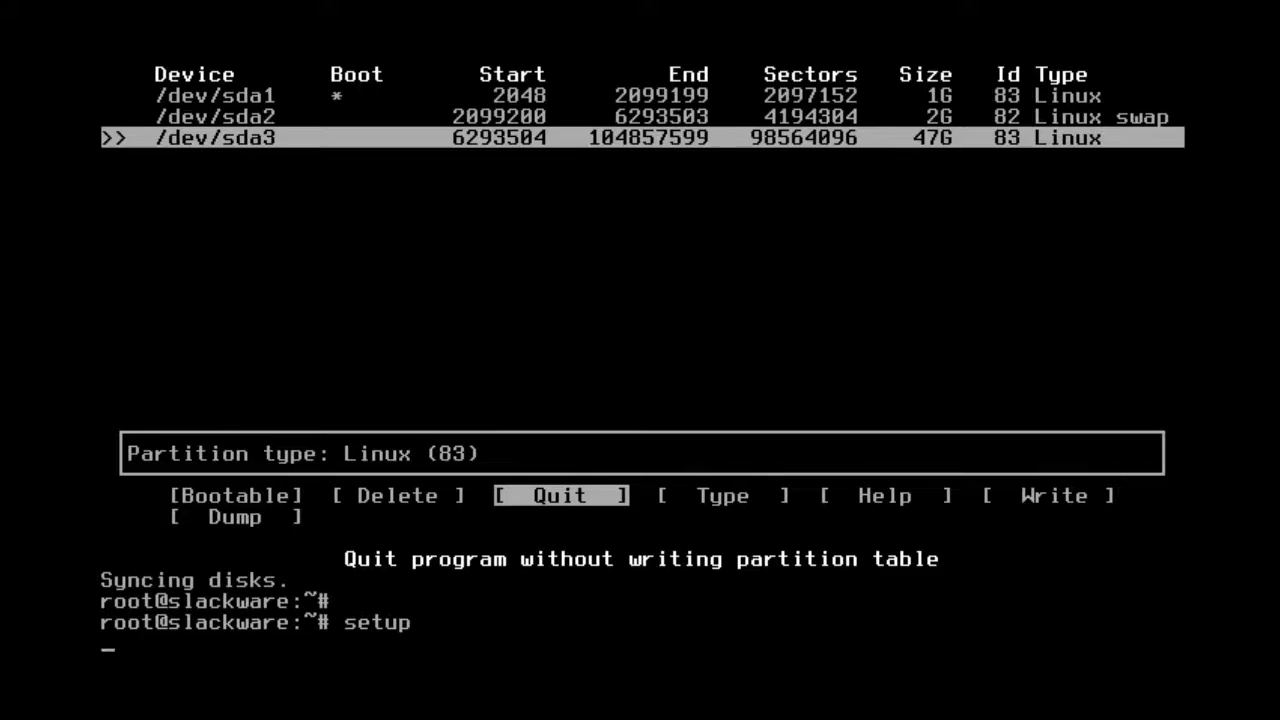 Device Boot Start End Sectors Size Id Type
/dev/sda1 * 2048 2099199 2097152 1G 83 Linux
/dev/sda2 2099200 6293503 4194304 2G 82 Linux swap
>> /dev/sda3 6293504 104857599 98564096 47G 83 Linux
Partition type: Linux (83)
[Bootable] [ Delete ] [ Quit ] [ Type ] [ Help ] [ Write ]
[ Dump ]
Quit program without writing partition table
Syncing disks.
root@slackware:~#
root@slackware:~# setup
_